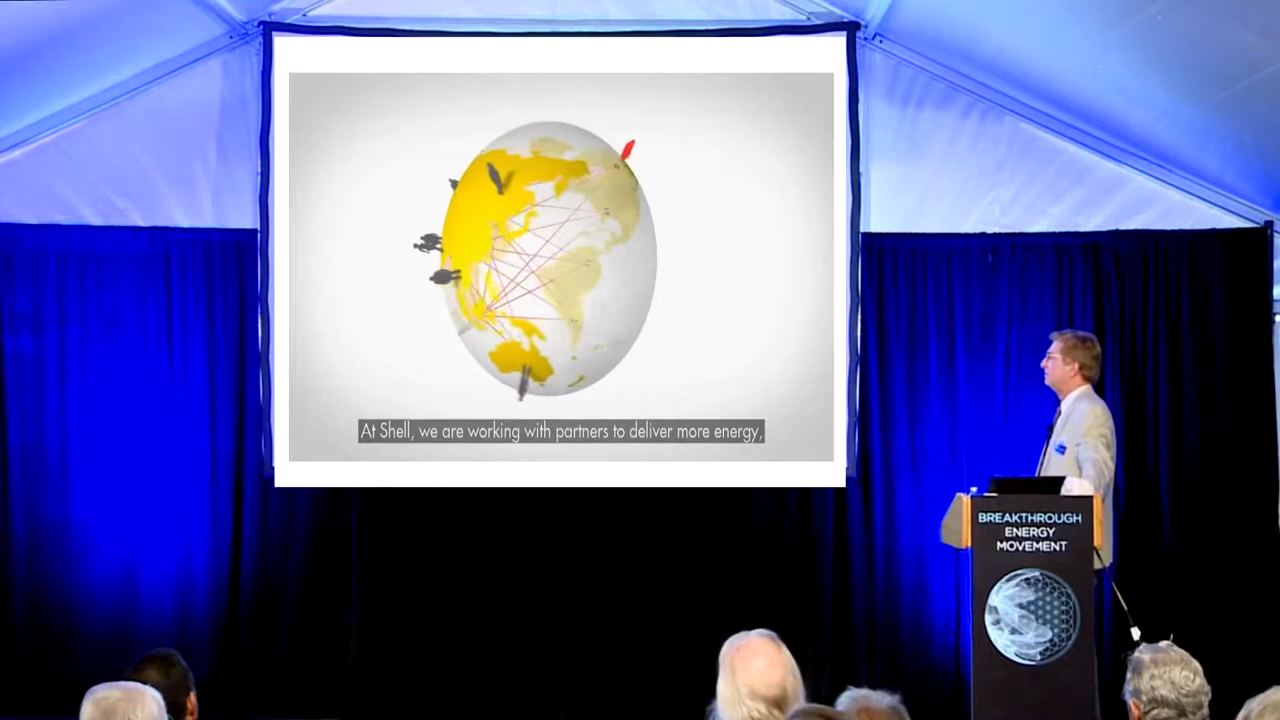 At Shell, we are working with partners to deliver more energy,
BREAKTHROUGH
ENERGY
MOVEMENT